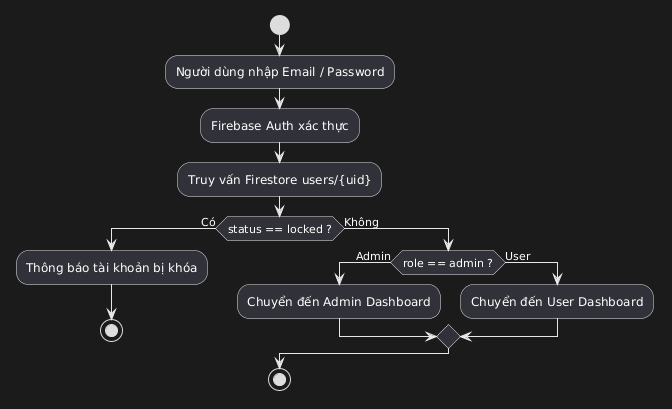 Người dùng nhập Email / Password
Firebase Auth xác thực
Truy vấn Firestore users/{uid}
Có
status == locked ?
Không
Thông báo tài khoản bị khóa
Admin
role == admin ?
User
Chuyển đến Admin Dashboard
Chuyển đến User Dashboard